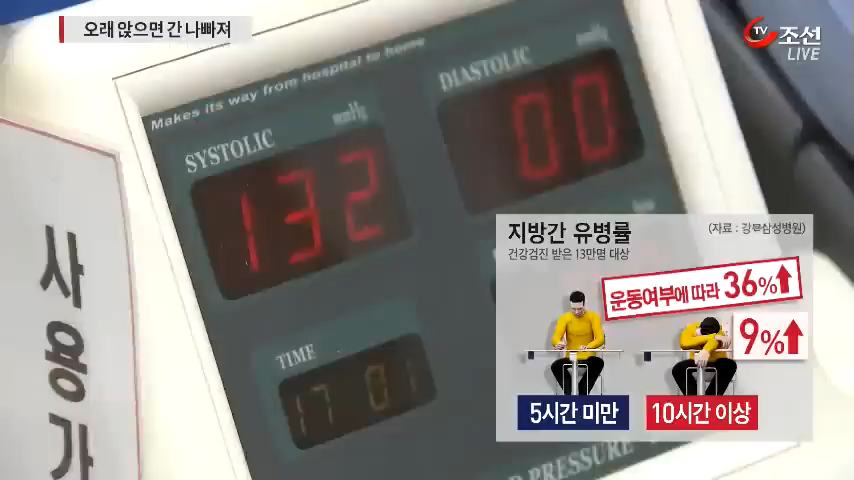 오래 앉으면 간 나빠져
TV조선
LIVE
Makes its way from hospital to home
SYSTOLIC
mmHg
132
DIASTOLIC
mmHg
00
TIME
17 01
사용가
지방간 유병률
(자료 : 강북삼성병원)
건강검진 받은 13만명 대상
운동여부에 따라 36%
9%
5시간 미만
10시간 이상
D PRESSURE